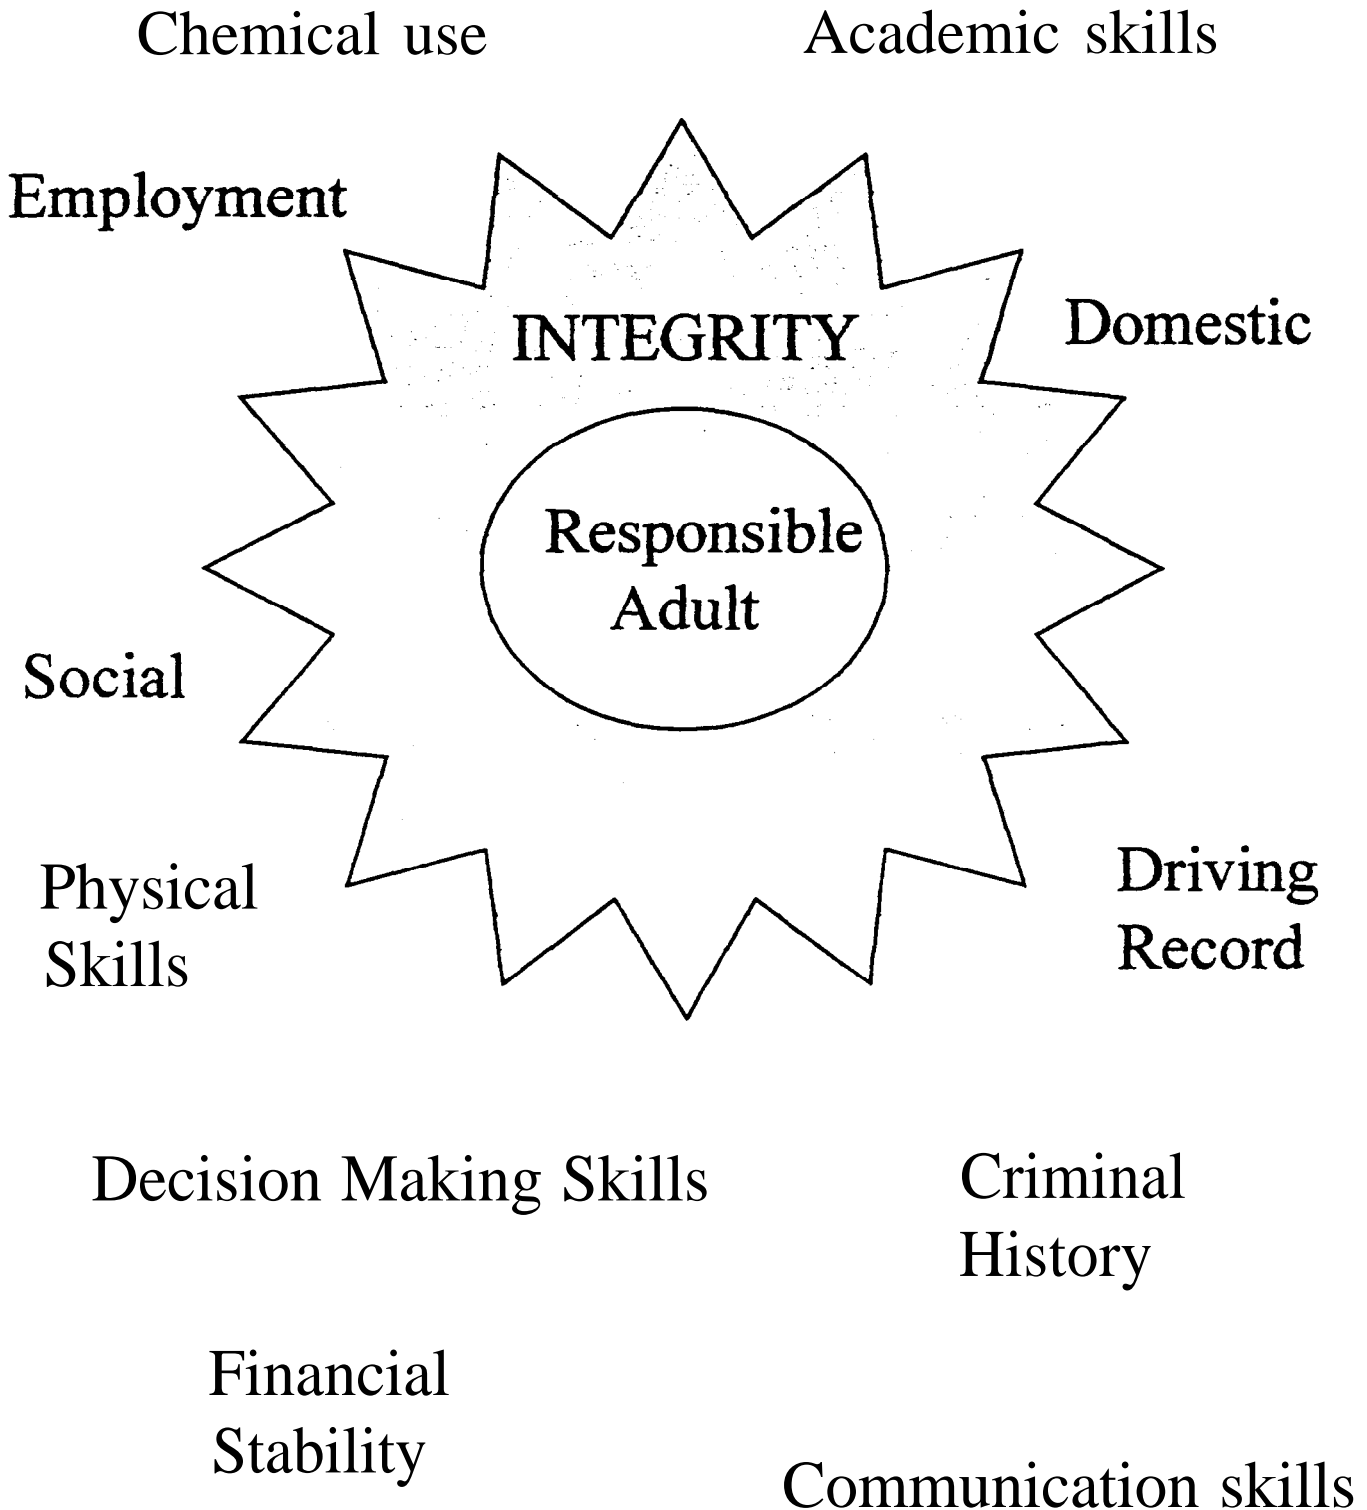 Chemical use
Academic skills
Employment
Domestic
INTEGRITY
Responsible
Adult
Social
Physical
Skills
Driving
Record
Decision Making Skills
Criminal
History
Financial
Stability
Communication skills